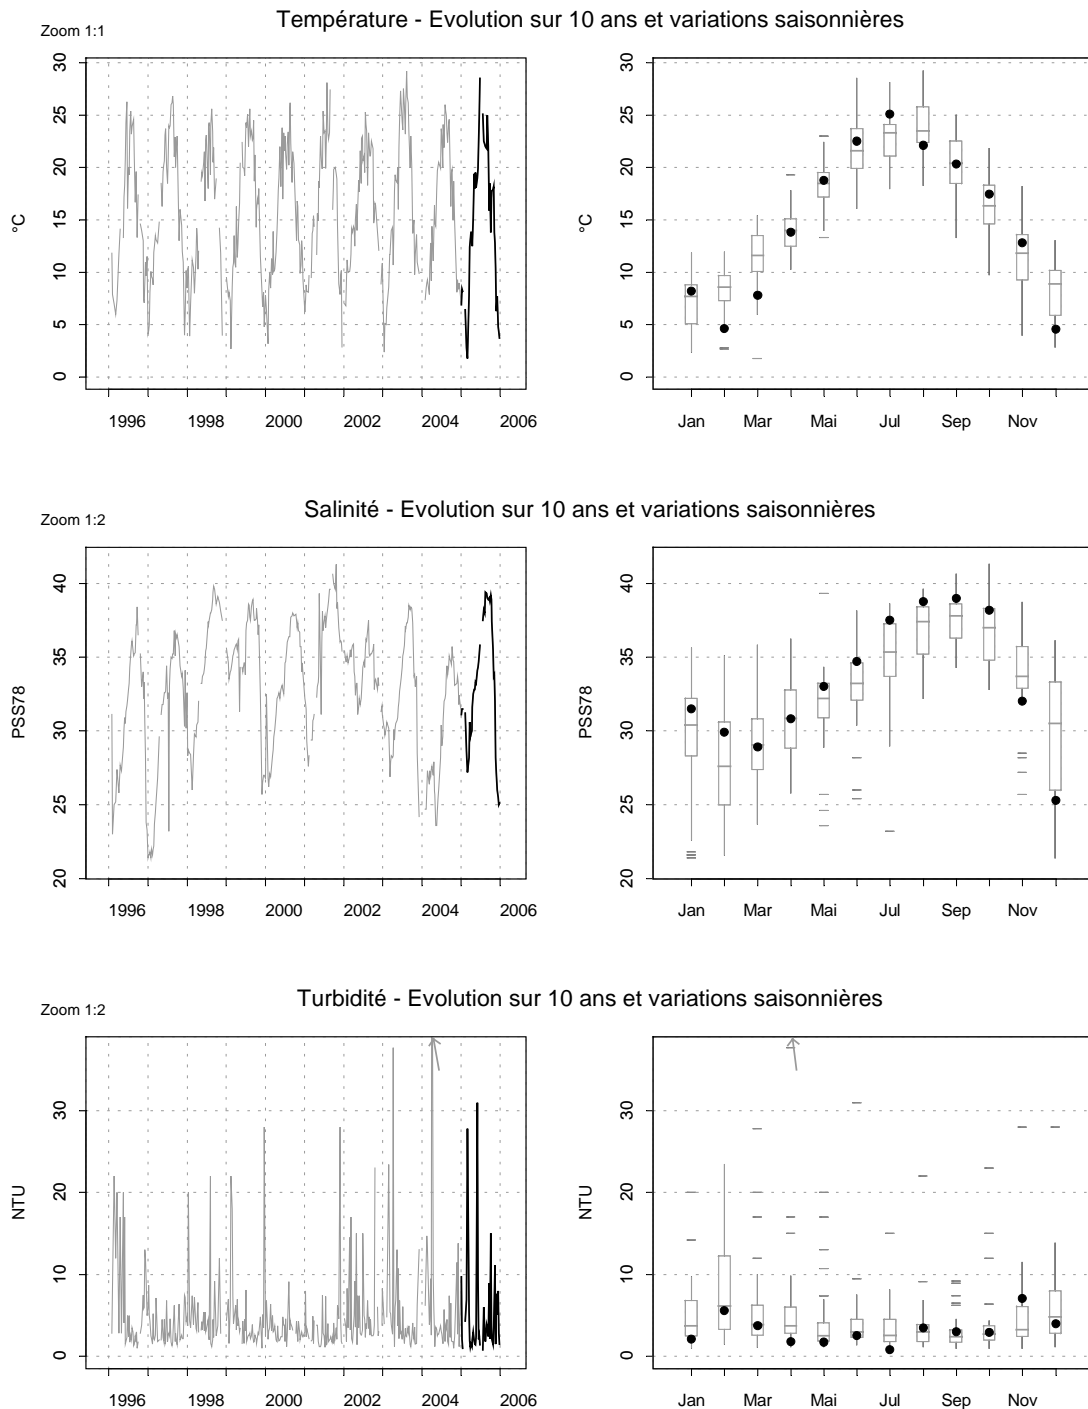 Température - Evolution sur 10 ans et variations saisonnières
Zoom 1:1
30
25
20
15
10
5
0
°C
1996 1998 2000 2002 2004 2006
30
25
20
15
10
5
0
°C
Jan Mar Mai Jul Sep Nov
Salinité - Evolution sur 10 ans et variations saisonnières
Zoom 1:2
40
35
30
25
20
PSS78
1996 1998 2000 2002 2004 2006
40
35
30
25
20
PSS78
Jan Mar Mai Jul Sep Nov
Turbidité - Evolution sur 10 ans et variations saisonnières
Zoom 1:2
30
20
10
0
NTU
1996 1998 2000 2002 2004 2006
30
20
10
0
NTU
Jan Mar Mai Jul Sep Nov